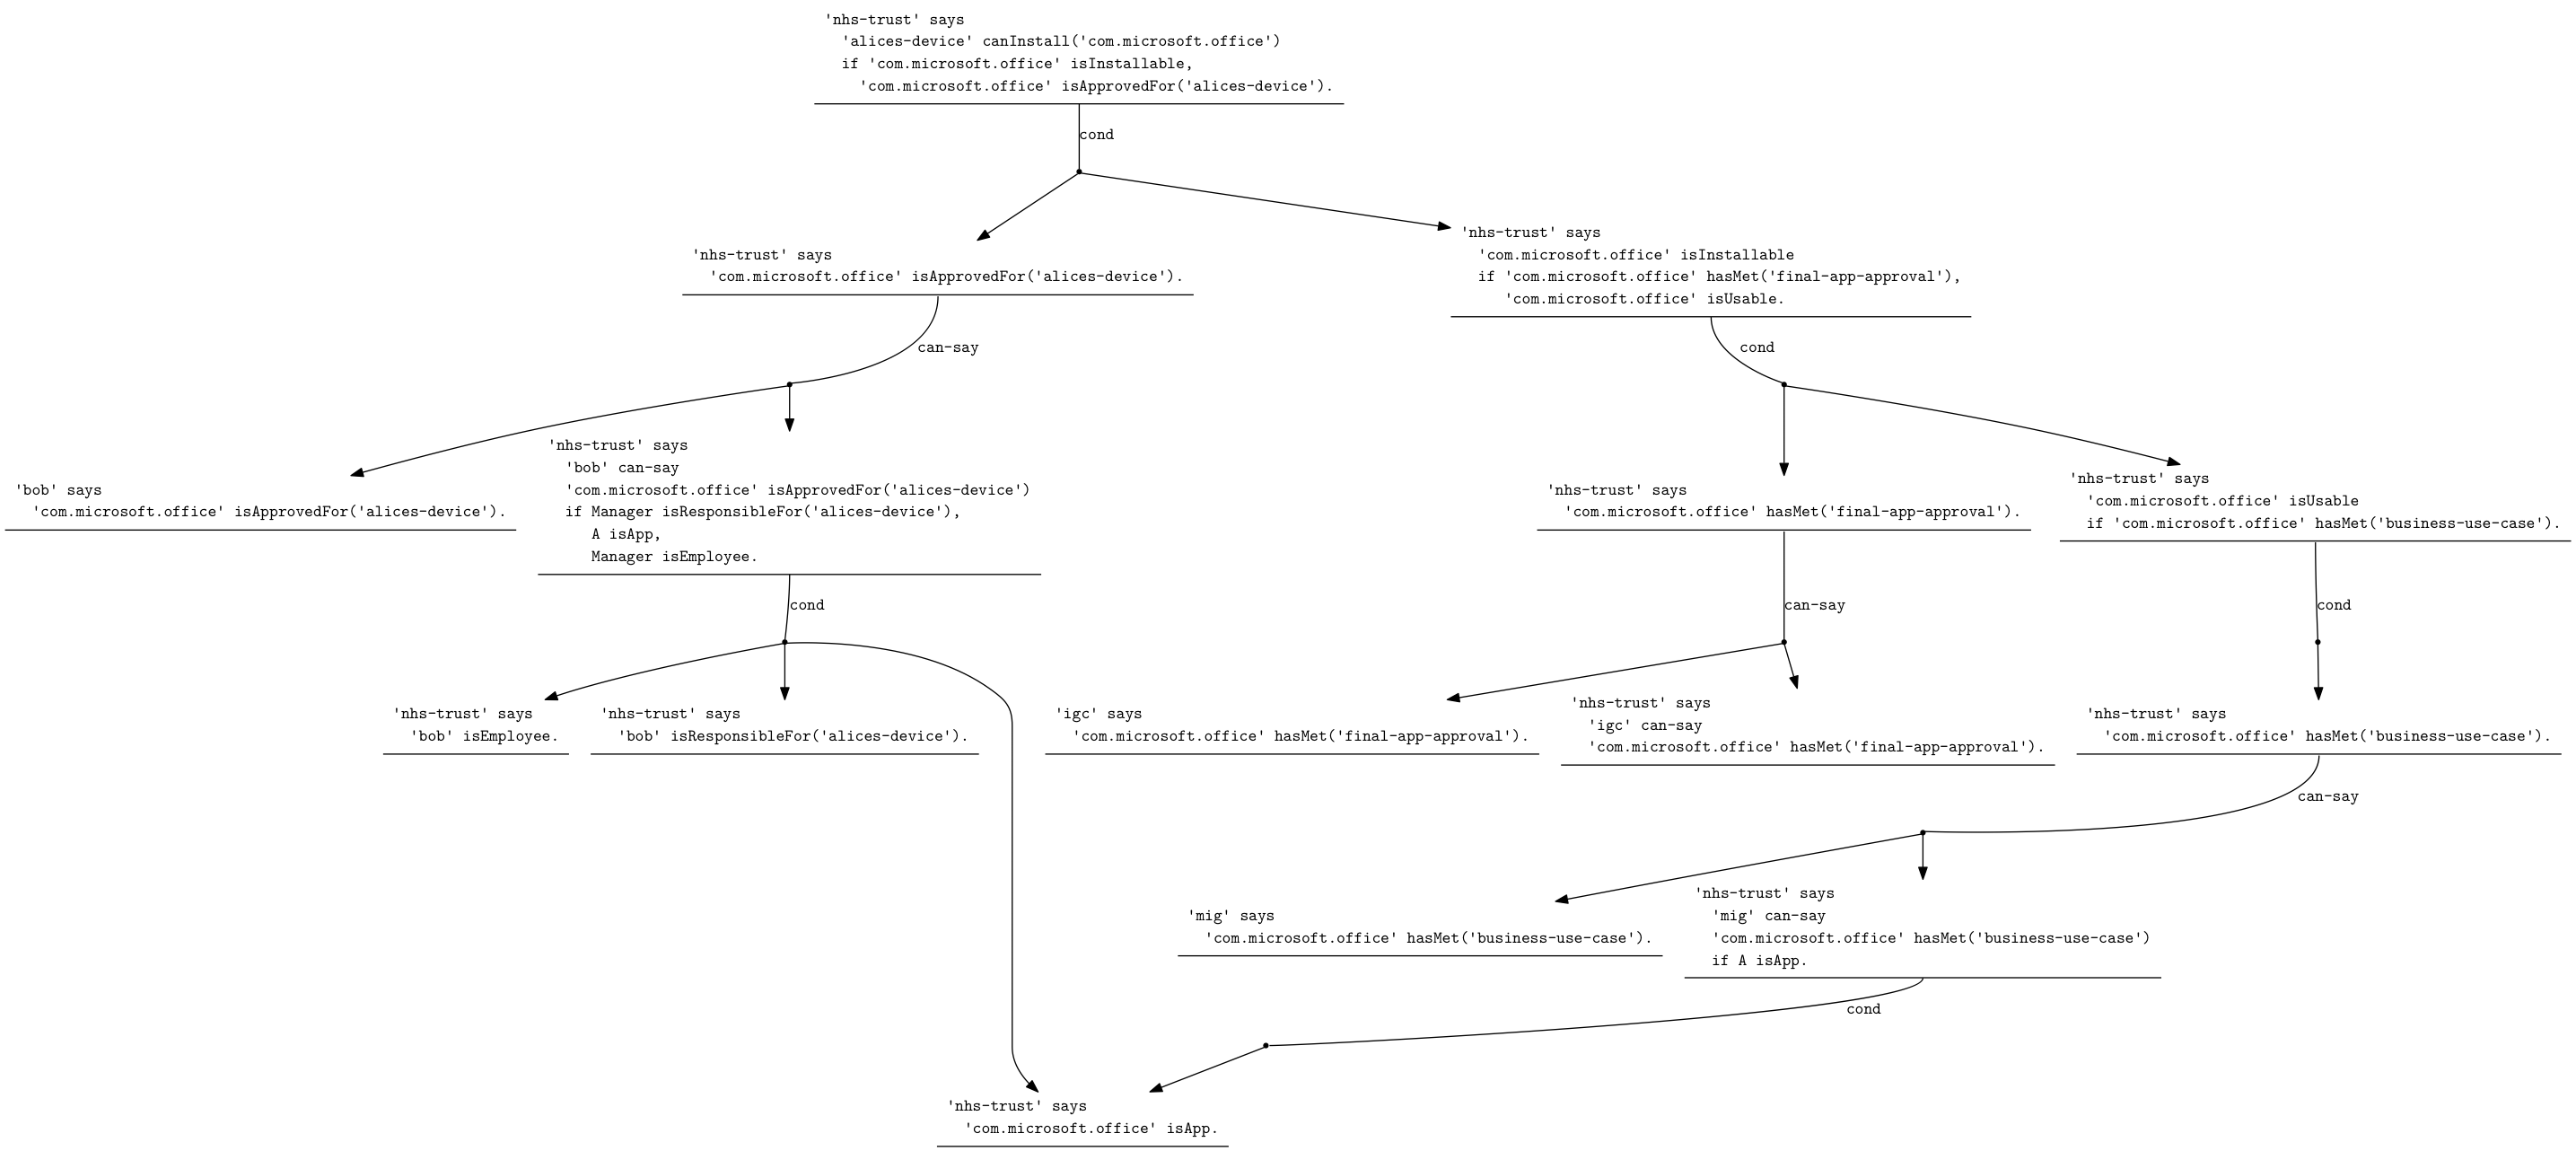 'nhs-trust' says
'alices-device' canInstall('com.microsoft.office')
if 'com.microsoft.office' isInstallable,
'com.microsoft.office' isApprovedFor('alices-device').
cond
'nhs-trust' says
'com.microsoft.office' isApprovedFor('alices-device').
'nhs-trust' says
'com.microsoft.office' isInstallable
if 'com.microsoft.office' hasMet('final-app-approval'),
'com.microsoft.office' isUsable.
can-say
cond
'bob' says
'com.microsoft.office' isApprovedFor('alices-device').
'nhs-trust' says
'bob' can-say
'com.microsoft.office' isApprovedFor('alices-device')
if Manager isResponsibleFor('alices-device'),
A isApp,
Manager isEmployee.
'nhs-trust' says
'com.microsoft.office' hasMet('final-app-approval').
'nhs-trust' says
'com.microsoft.office' isUsable
if 'com.microsoft.office' hasMet('business-use-case').
cond
can-say
cond
'nhs-trust' says
'bob' isEmployee.
'nhs-trust' says
'bob' isResponsibleFor('alices-device').
'igc' says
'com.microsoft.office' hasMet('final-app-approval').
'nhs-trust' says
'igc' can-say
'com.microsoft.office' hasMet('final-app-approval').
'nhs-trust' says
'com.microsoft.office' hasMet('business-use-case').
can-say
'mig' says
'com.microsoft.office' hasMet('business-use-case').
'nhs-trust' says
'mig' can-say
'com.microsoft.office' hasMet('business-use-case')
if A isApp.
cond
'nhs-trust' says
'com.microsoft.office' isApp.